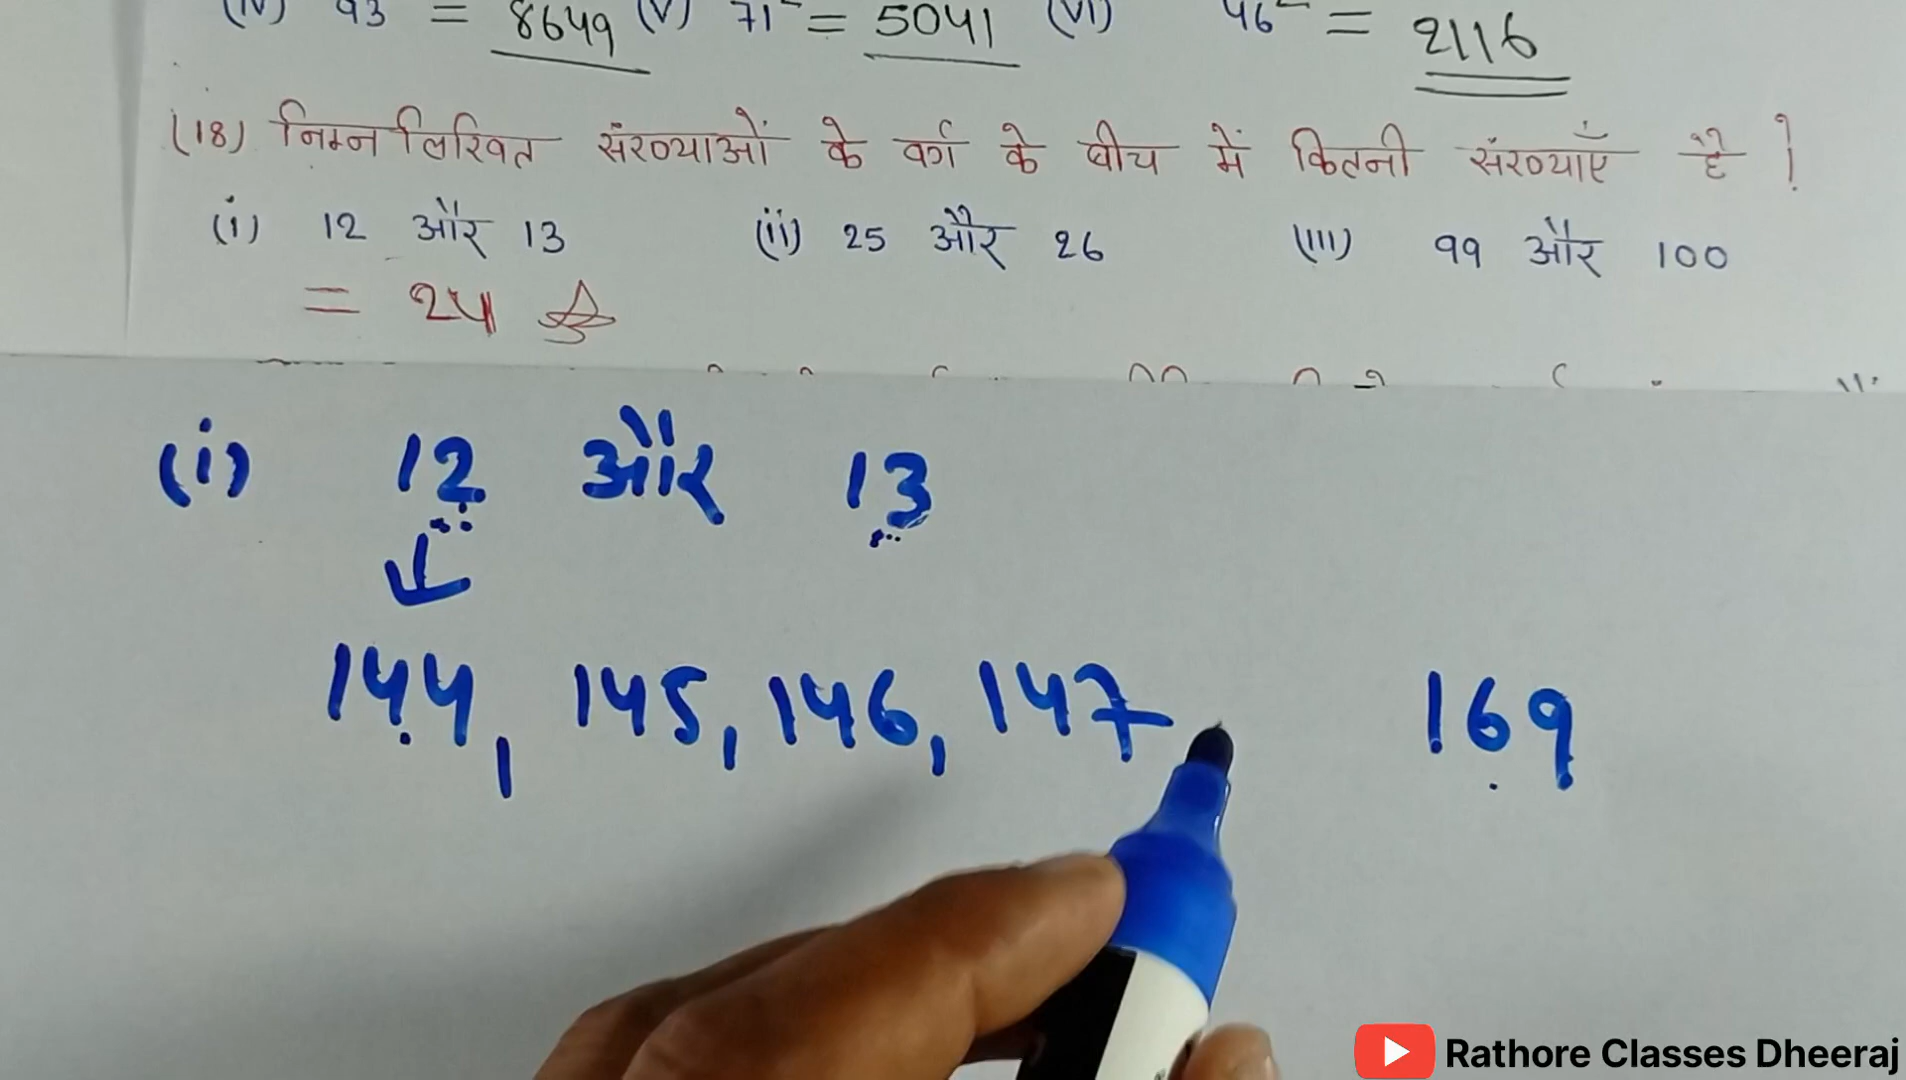 (IV) 93 = 8649 (V) 71² = 5041 (VI) 46² = 2116
(18) निम्नलिखित संख्याओं के वर्ग के बीच में कितनी संख्याएँ है ?
(i) 12 और 13 (ii) 25 और 26 (III) 99 और 100
= 24
(i) 12 और 13
144, 145, 146, 147 169
Rathore Classes Dheeraj